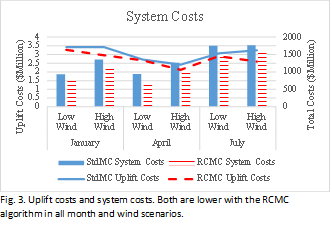 System Costs
Uplift Costs ($Million)
4
3.5
3
2.5
2
1.5
1
0.5
0
2000
1500
1000
500
0
Total Costs ($Million)
Low Wind
High Wind
Low Wind
High Wind
Low Wind
High Wind
January
April
July
StdMC System Costs
RCMC System Costs
StdMC Uplift Costs
RCMC Uplift Costs
Fig. 3. Uplift costs and system costs. Both are lower with the RCMC
algorithm in all month and wind scenarios.